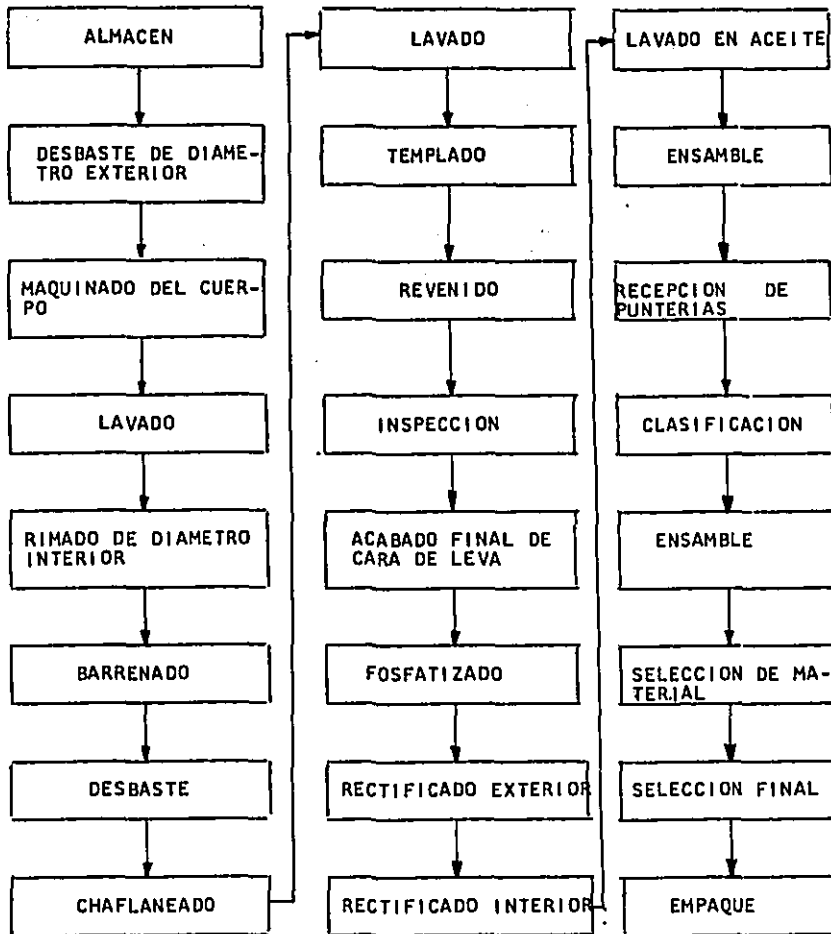 ALMACEN
DESBASTE DE DIAME-
TRO EXTERIOR
MAQUINADO DEL CUER-
PO
LAVADO
RIMADO DE DIAMETRO
INTERIOR
BARRENADO
DESBASTE
CHAFLANEADO
LAVADO
TEMPLADO
REVENIDO
INSPECCION
ACABADO FINAL DE
CARA DE LEVA
FOSFATIZADO
RECTIFICADO EXTERIOR
RECTIFICADO INTERIOR
LAVADO EN ACEITE
ENSAMBLE
RECEPCION DE
PUNTERIAS
CLASIFICACION
ENSAMBLE
SELECCION DE MA-
TERIAL
SELECCION FINAL
EMPAQUE